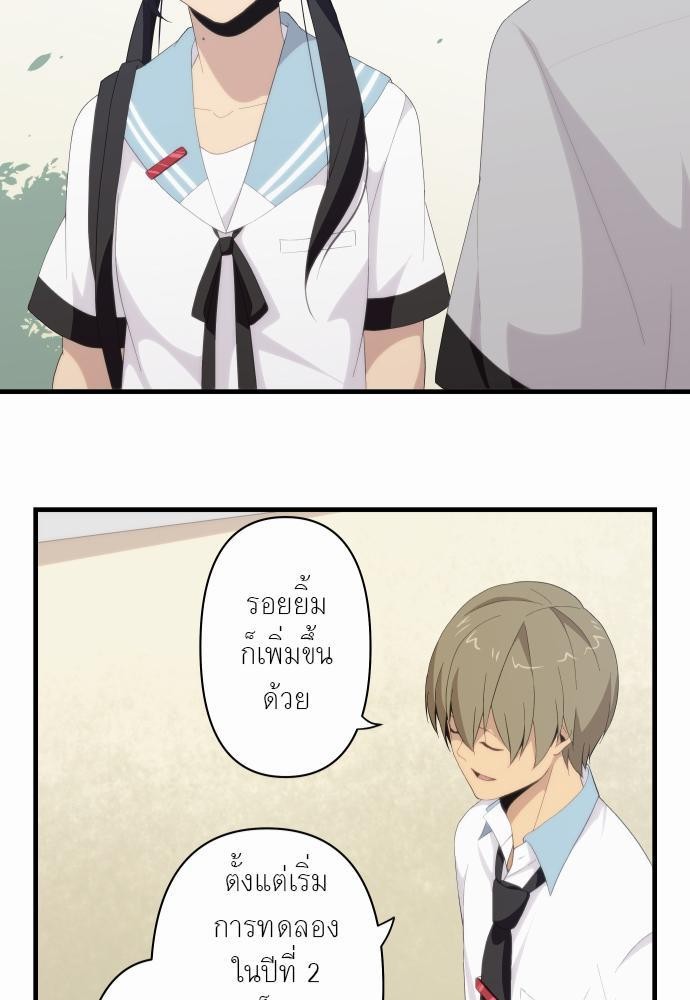 รอยยิ้ม
ก็เพิ่มขึ้น
ด้วย
ตั้งแต่เริ่ม
การทดลอง
ในปีที่ 2